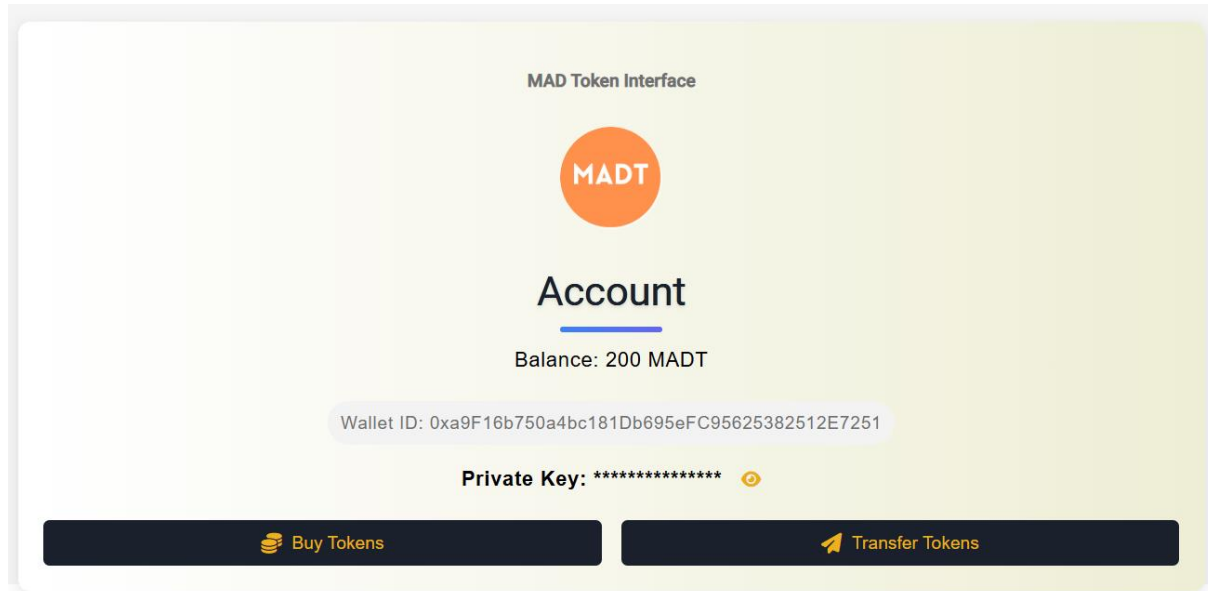 MAD Token Interface
MADT
Account
Balance: 200 MADT
Wallet ID: 0xa9F16b750a4bc181Db695eFC95625382512E7251
Private Key: ***************
Buy Tokens
Transfer Tokens